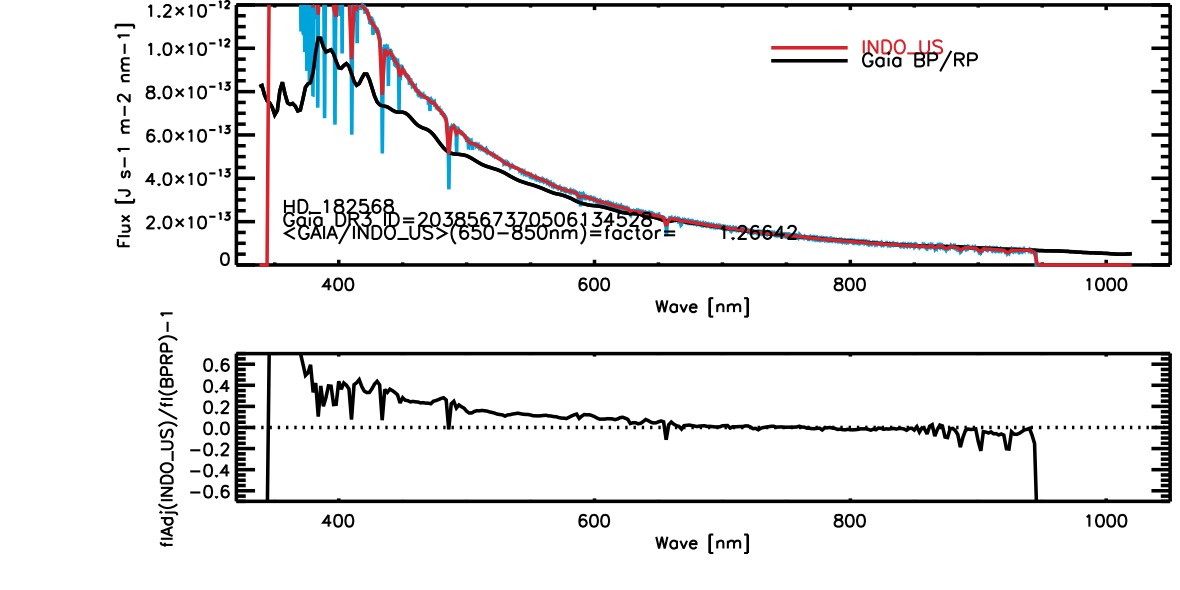 1.2×10⁻¹²
1.0×10⁻¹²
8.0×10⁻¹³
6.0×10⁻¹³
4.0×10⁻¹³
2.0×10⁻¹³
0
Flux [J s-1 m-2 nm-1]
INDO_US
Gaia BP/RP
HD_182568
Gaia DR3 ID=2038567370506134528
<GAIA/INDO_US>(650-850nm)=factor= 1.26642
400 600 800 1000
Wave [nm]
flAdj(INDO_US)/fl(BPRP)-1
0.6
0.4
0.2
0.0
-0.2
-0.4
-0.6
400 600 800 1000
Wave [nm]